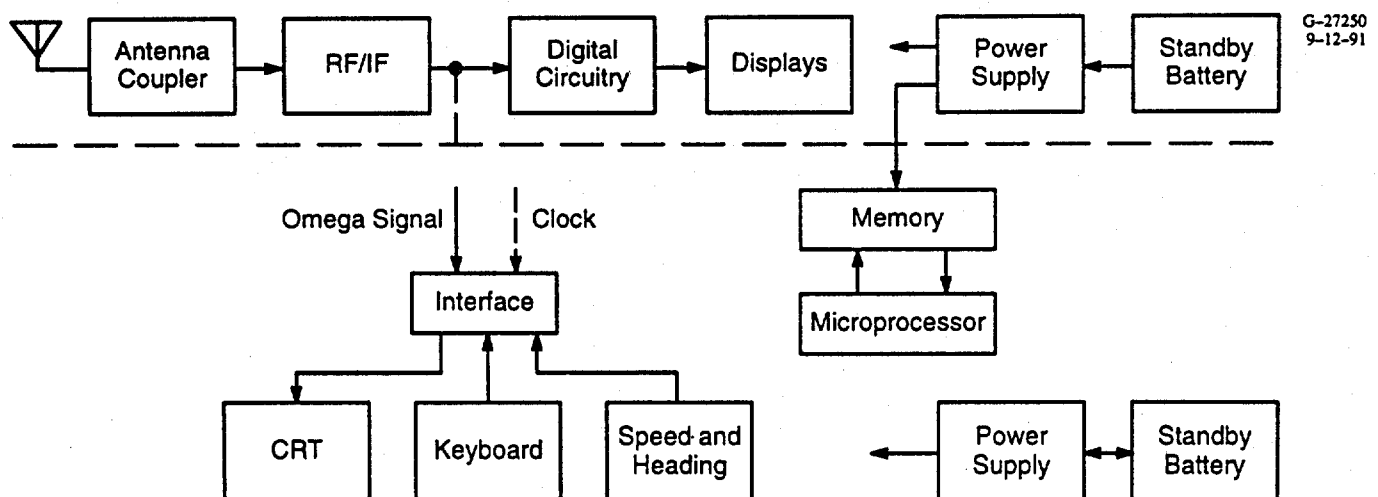 G-27250
9-12-91
Antenna
Coupler
RF/IF
Digital
Circuitry
Displays
Power
Supply
Standby
Battery
Omega Signal
Clock
Memory
Interface
Microprocessor
CRT
Keyboard
Speed and
Heading
Power
Supply
Standby
Battery